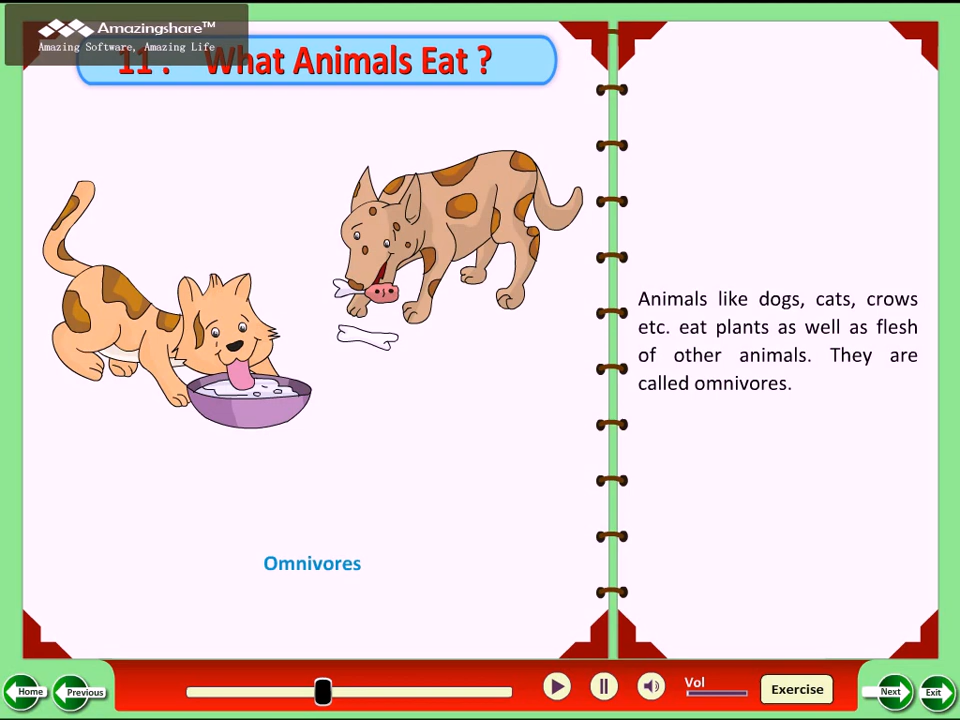 Amazingshare™
Amazing Software, Amazing Life
11 . What Animals Eat ?
Animals like dogs, cats, crows
etc. eat plants as well as flesh
of other animals. They are
called omnivores.
Omnivores
Home
Previous
Vol
Exercise
Next
Exit